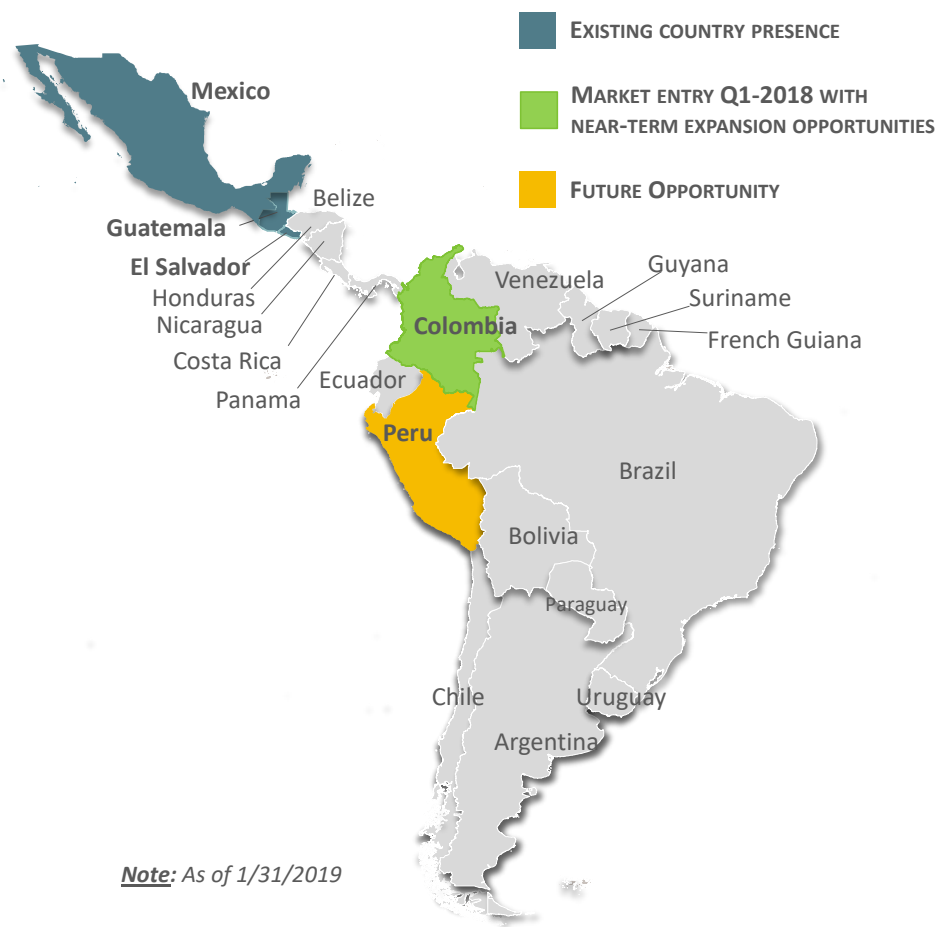 EXISTING COUNTRY PRESENCE
Mexico
MARKET ENTRY Q1-2018 WITH
NEAR-TERM EXPANSION OPPORTUNITIES
FUTURE OPPORTUNITY
Belize
Guatemala
El Salvador
Honduras
Nicaragua
Costa Rica
Panama
Venezuela
Guyana
Suriname
French Guiana
Colombia
Ecuador
Peru
Brazil
Bolivia
Paraguay
Chile
Uruguay
Argentina
Note: As of 1/31/2019